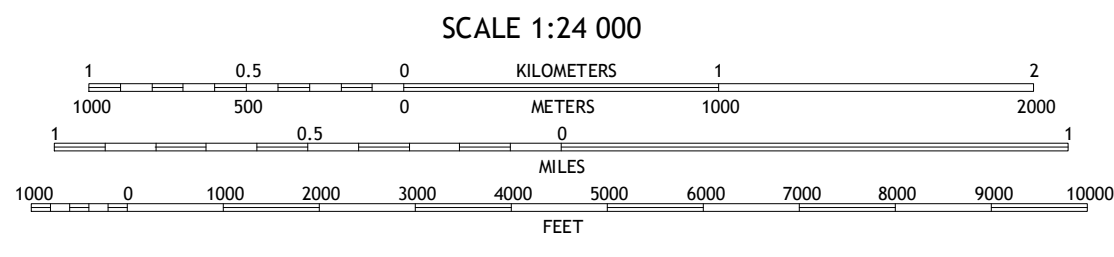 SCALE 1:24 000
1 0.5 0 KILOMETERS 1 2
1000 500 0 METERS 1000 2000
1 0.5 0 1
MILES
1000 0 1000 2000 3000 4000 5000 6000 7000 8000 9000 10000
FEET